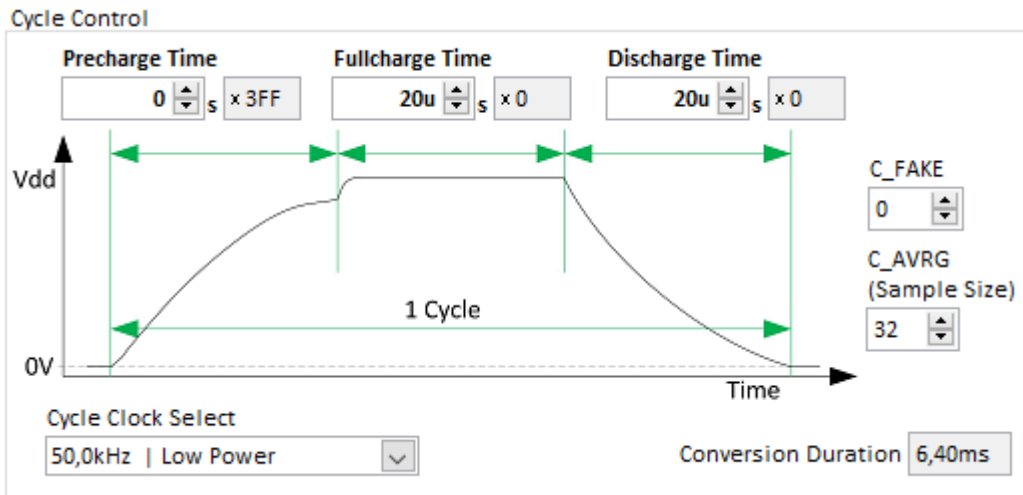 Cycle Control
Precharge Time Fullcharge Time Discharge Time
0 s x 3FF 20u s x 0 20u s x 0
Vdd
C_FAKE
0
C_AVRG
(Sample Size)
32
1 Cycle
0V
Time
Cycle Clock Select
50,0kHz | Low Power
Conversion Duration 6,40ms